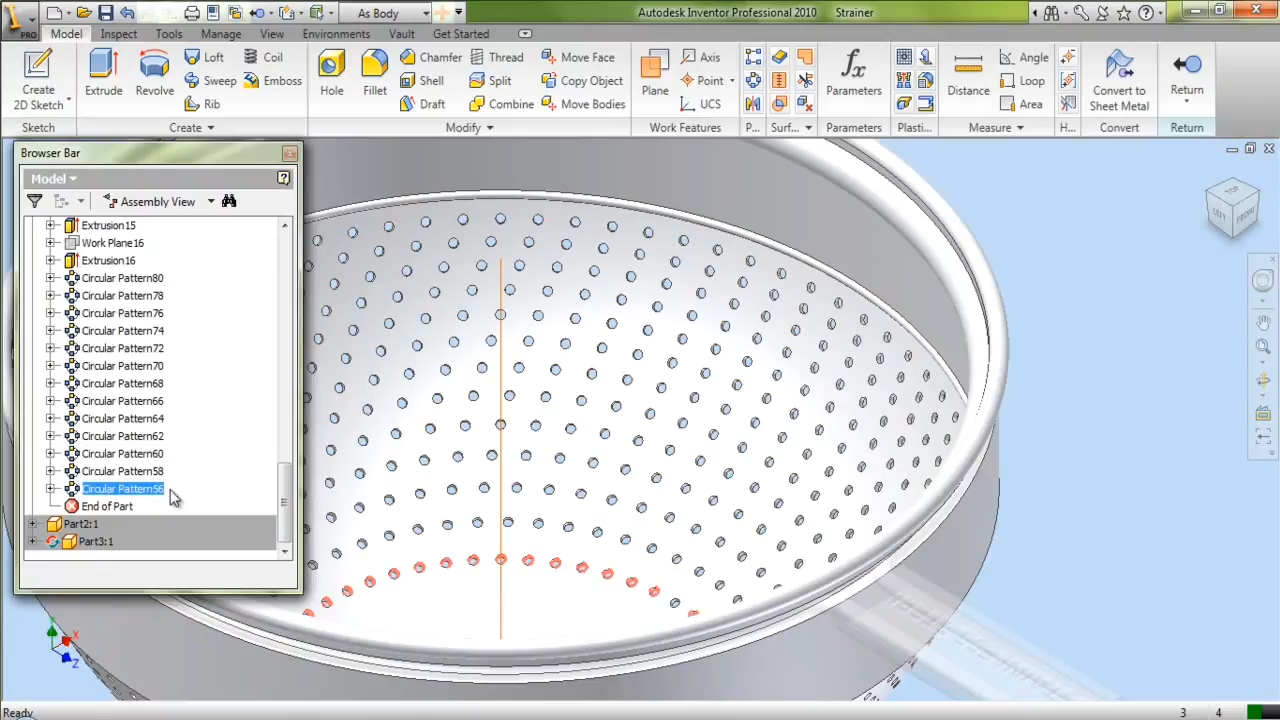 As Body
Autodesk Inventor Professional 2010 Strainer
PRO
Model Inspect Tools Manage View Environments Vault Get Started
Create
2D Sketch
Extrude
Revolve
Loft
Sweep
Rib
Coil
Emboss
Hole
Fillet
Chamfer
Shell
Draft
Thread
Split
Combine
Move Face
Copy Object
Move Bodies
Plane
Axis
Point
UCS
fx
Parameters
Distance
Angle
Loop
Area
Convert to
Sheet Metal
Return
Sketch Create Modify Work Features P... Surf... Parameters Plasti... Measure H... Convert Return
Browser Bar
Model
Assembly View
Extrusion15
Work Plane16
Extrusion16
Circular Pattern80
Circular Pattern78
Circular Pattern76
Circular Pattern74
Circular Pattern72
Circular Pattern70
Circular Pattern68
Circular Pattern66
Circular Pattern64
Circular Pattern62
Circular Pattern60
Circular Pattern58
Circular Pattern56
End of Part
Part2:1
Part3:1
TOP
LEFT
FRONT
X
Z
Ready 3 4